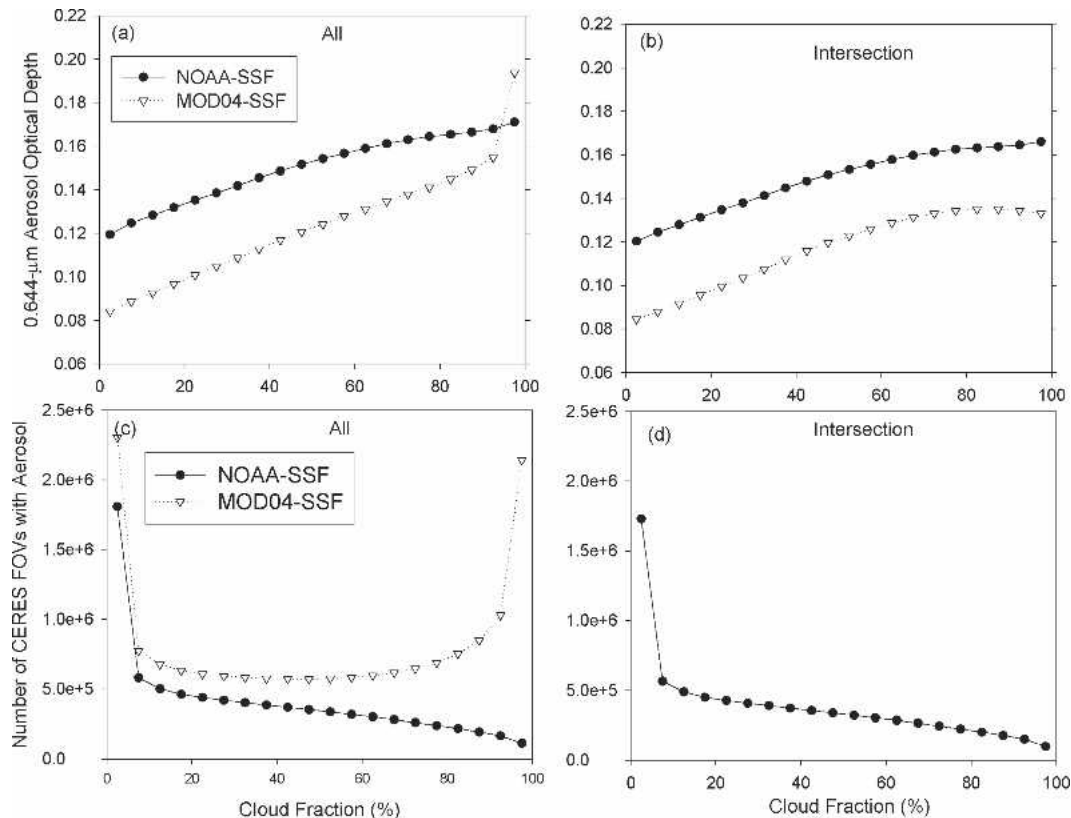 (a)
All
NOAA-SSF
MOD04-SSF
0.644-μm Aerosol Optical Depth
0.22
0.20
0.18
0.16
0.14
0.12
0.10
0.08
0.06
0 20 40 60 80 100
(b)
Intersection
0.22
0.20
0.18
0.16
0.14
0.12
0.10
0.08
0.06
0 20 40 60 80 100
(c)
All
NOAA-SSF
MOD04-SSF
Number of CERES FOVs with Aerosol
2.5e+6
2.0e+6
1.5e+6
1.0e+6
5.0e+5
0.0
0 20 40 60 80 100
Cloud Fraction (%)
(d)
Intersection
2.5e+6
2.0e+6
1.5e+6
1.0e+6
5.0e+5
0.0
0 20 40 60 80 100
Cloud Fraction (%)